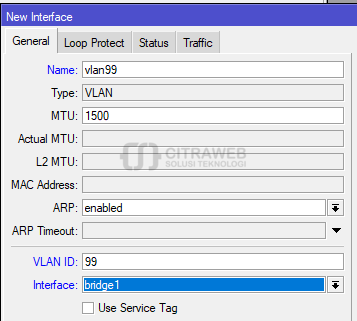 New Interface
General Loop Protect Status Traffic
Name: vlan99
Type: VLAN
MTU: 1500
Actual MTU:
L2 MTU:
CITRAWEB
SOLUSI TEKNOLOGI
MAC Address:
ARP: enabled
ARP Timeout:
VLAN ID: 99
Interface: bridge1
Use Service Tag